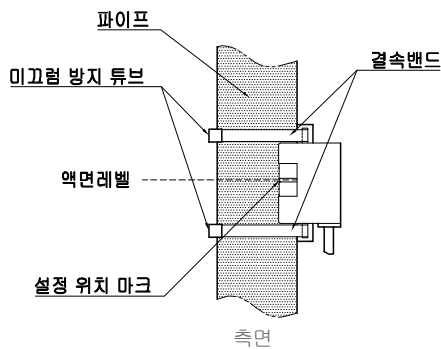 파이프
결속밴드
미끄럼 방지 튜브
액면레벨
설정 위치 마크
측면